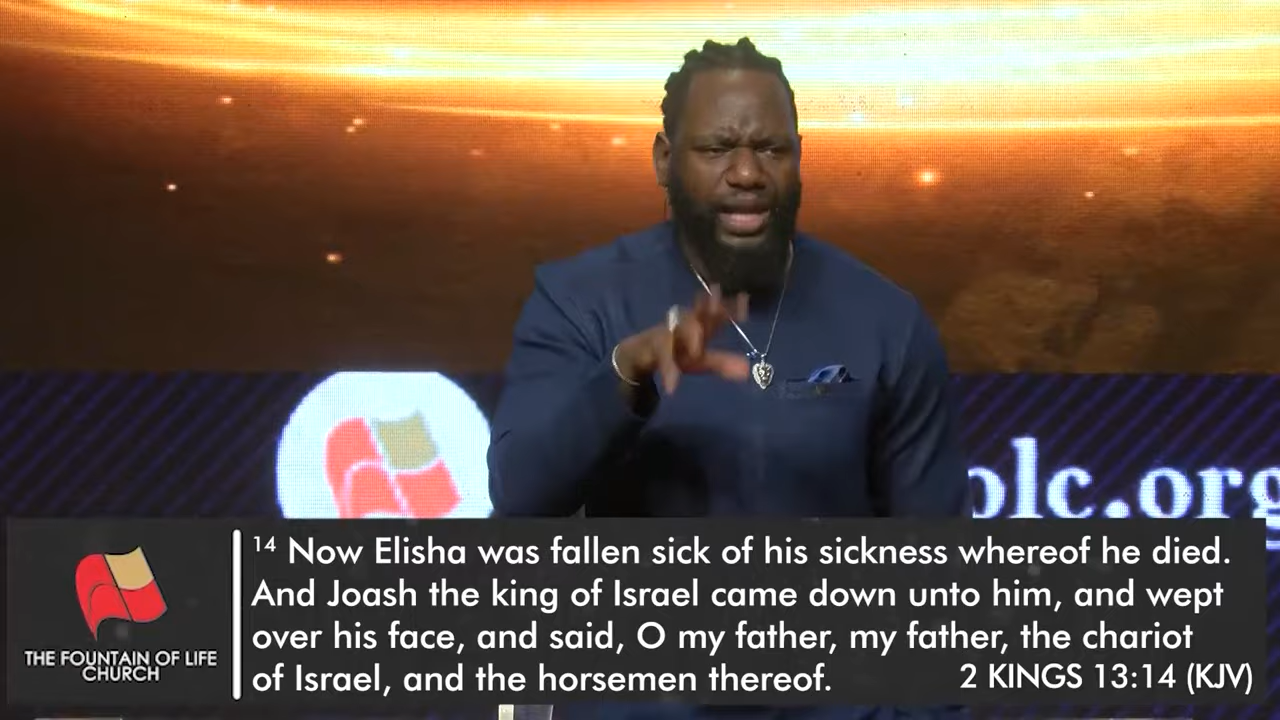 olc.org
14 Now Elisha was fallen sick of his sickness whereof he died.
And Joash the king of Israel came down unto him, and wept
over his face, and said, O my father, my father, the chariot
of Israel, and the horsemen thereof.
2 KINGS 13:14 (KJV)
THE FOUNTAIN OF LIFE
CHURCH